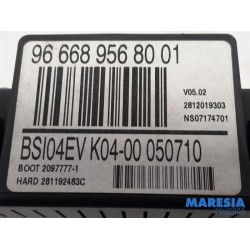 96 668 956 80 01
V05.02
2812019303
NS07174701
BSI04EV K04-00 050710
BOOT 2097777-1
HARD 281192483C
MARESIA